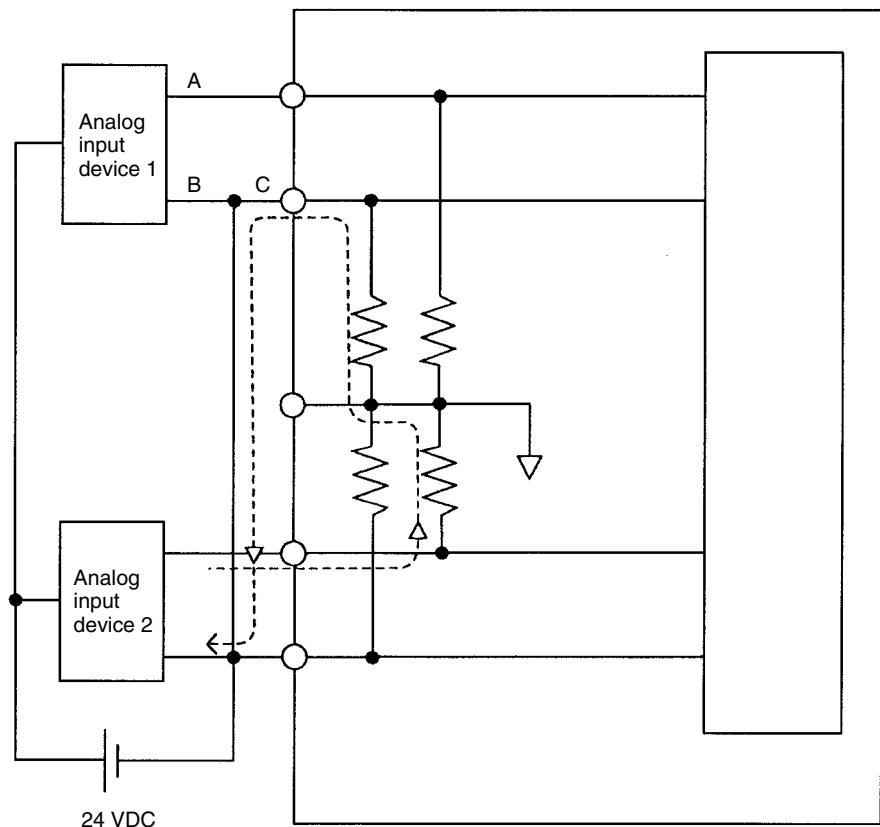 A
Analog
input
device 1
B
C
Analog
input
device 2
24 VDC